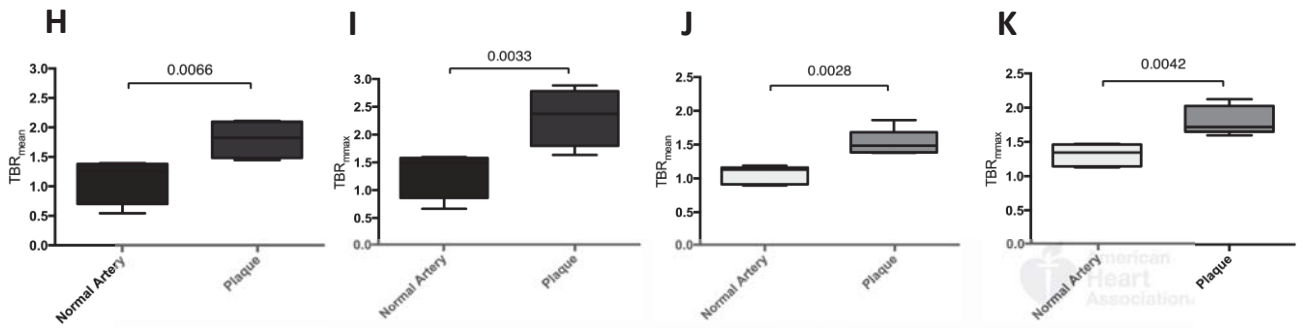 H
0.0066
3.0
2.5
2.0
1.5
1.0
0.5
0.0
TBRmean
Normal Artery
Plaque
I
0.0033
3.0
2.5
2.0
1.5
1.0
0.5
0.0
TBRmmax
Normal Artery
Plaque
J
0.0028
2.5
2.0
1.5
1.0
0.5
0.0
TBRmean
Normal Artery
Plaque
K
0.0042
2.5
2.0
1.5
1.0
0.5
0.0
TBRmmax
Normal Artery
Plaque
American
Heart
Association